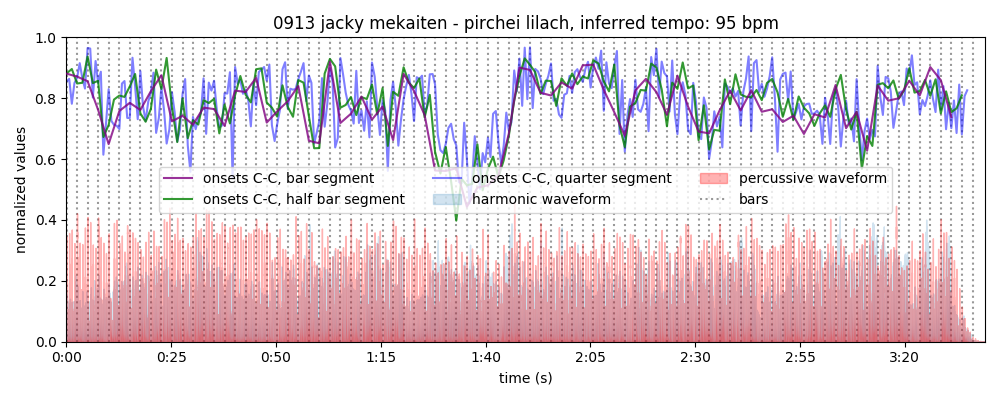 0913 jacky mekaiten - pirchei lilach, inferred tempo: 95 bpm
normalized values
1.0
0.8
0.6
0.4
0.2
0.0
onsets C-C, bar segment
onsets C-C, half bar segment
onsets C-C, quarter segment
harmonic waveform
percussive waveform
bars
0:00 0:25 0:50 1:15 1:40 2:05 2:30 2:55 3:20
time (s)